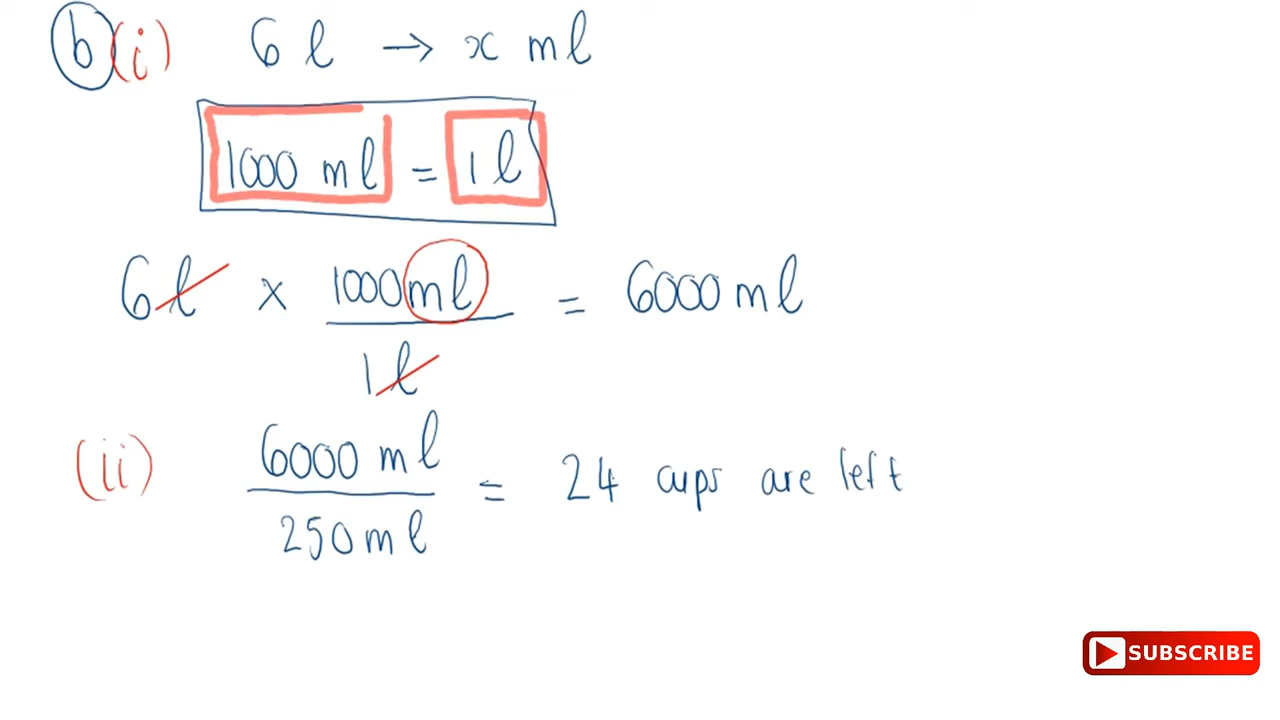 b (i) 6 l → x ml
1000 ml = 1 l
6 l × 1000 ml / 1 l = 6000 ml
(ii) 6000 ml / 250 ml = 24 cups are left
SUBSCRIBE